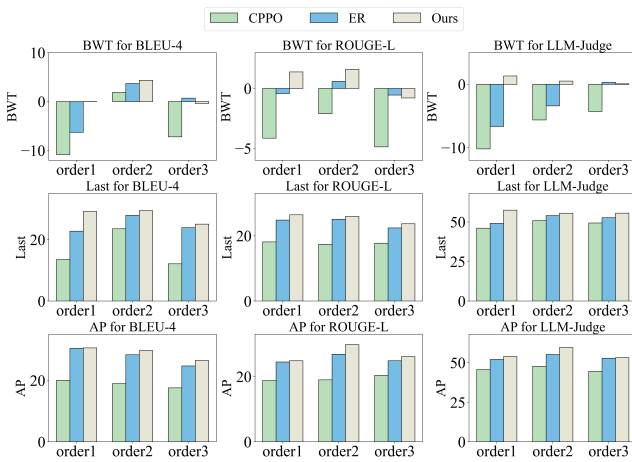 CPPO ER Ours
BWT for BLEU-4 BWT for ROUGE-L BWT for LLM-Judge
10
0
−10
BWT
order1 order2 order3
0
−5
BWT
order1 order2 order3
0
−10
BWT
order1 order2 order3
Last for BLEU-4 Last for ROUGE-L Last for LLM-Judge
20
0
Last
order1 order2 order3
20
0
Last
order1 order2 order3
50
25
0
Last
order1 order2 order3
AP for BLEU-4 AP for ROUGE-L AP for LLM-Judge
20
0
AP
order1 order2 order3
20
0
AP
order1 order2 order3
50
25
0
AP
order1 order2 order3